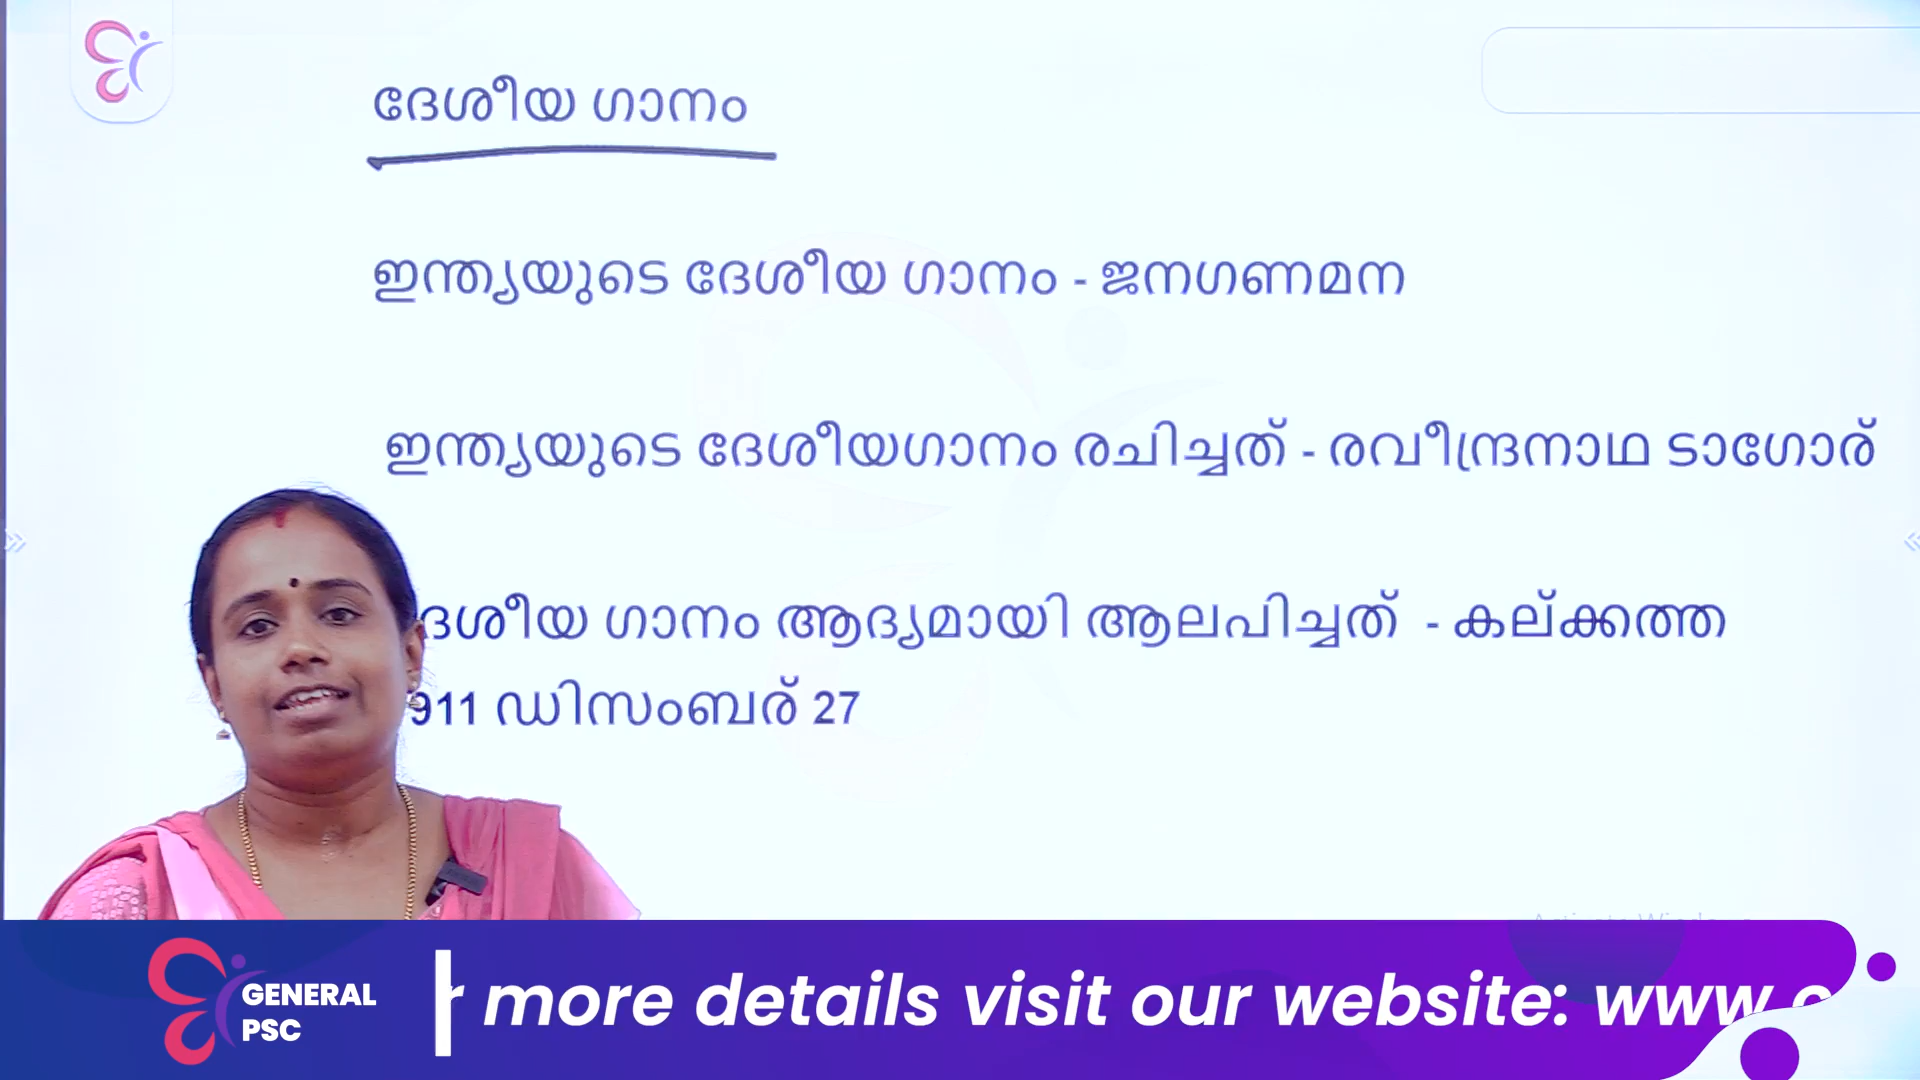 ദേശീയ ഗാനം
ഇന്ത്യയുടെ ദേശീയ ഗാനം - ജനഗണമന
ഇന്ത്യയുടെ ദേശീയഗാനം രചിച്ചത് - രവീന്ദ്രനാഥ ടാഗോര്
ദേശീയ ഗാനം ആദ്യമായി ആലപിച്ചത് - കല്ക്കത്ത
911 ഡിസംബര് 27
GENERAL
PSC
r more details visit our website: www